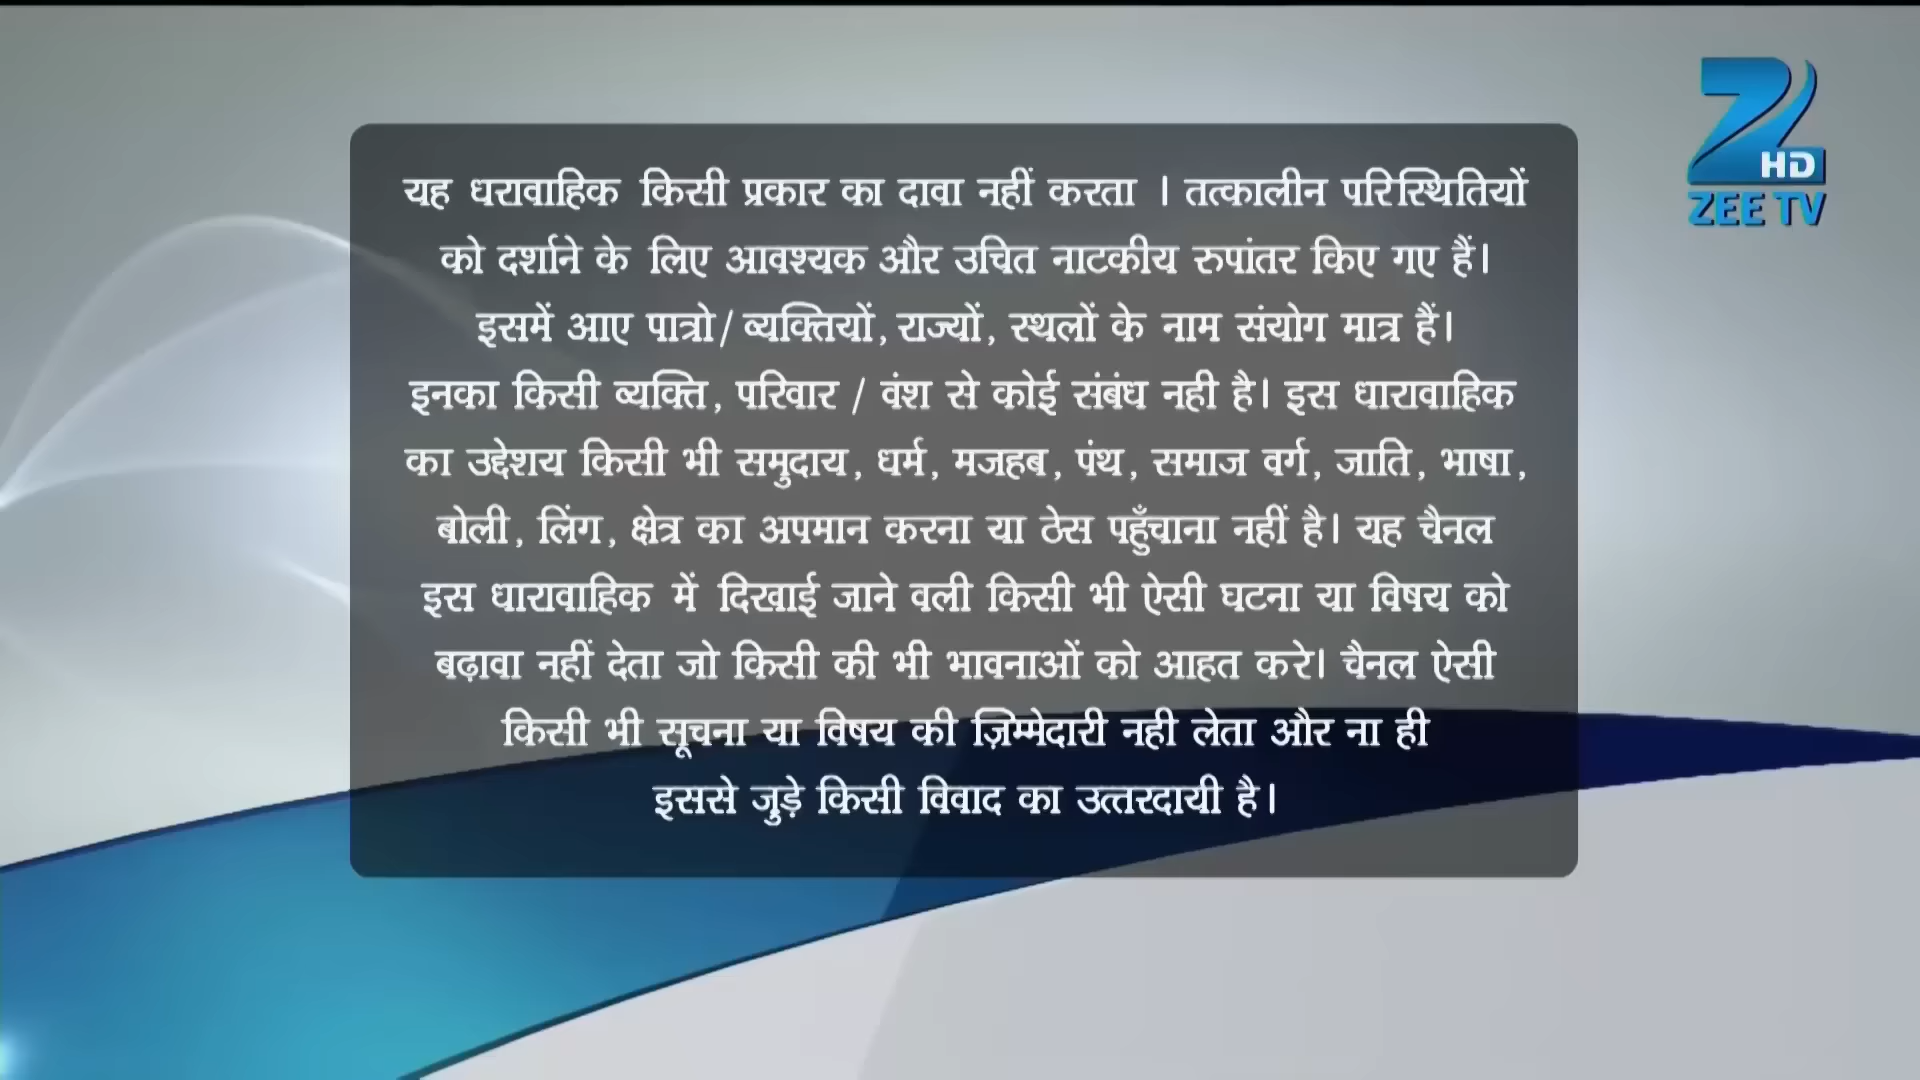 यह धरावाहिक किसी प्रकार का दावा नहीं करता । तत्कालीन परिस्थितियों
को दर्शाने के लिए आवश्यक और उचित नाटकीय रुपांतर किए गए हैं।
इसमें आए पात्रो/ व्यक्तियों, राज्यों, स्थलों के नाम संयोग मात्र हैं।
इनका किसी व्यक्ति, परिवार / वंश से कोई संबंध नही है। इस धारावाहिक
का उद्देशय किसी भी समुदाय, धर्म, मजहब, पंथ, समाज वर्ग, जाति, भाषा,
बोली, लिंग, क्षेत्र का अपमान करना या ठेस पहुँचाना नहीं है। यह चैनल
इस धारावाहिक में दिखाई जाने वली किसी भी ऐसी घटना या विषय को
बढ़ावा नहीं देता जो किसी की भी भावनाओं को आहत करे। चैनल ऐसी
किसी भी सूचना या विषय की ज़िम्मेदारी नही लेता और ना ही
इससे जुड़े किसी विवाद का उत्तरदायी है।
HD
ZEE TV